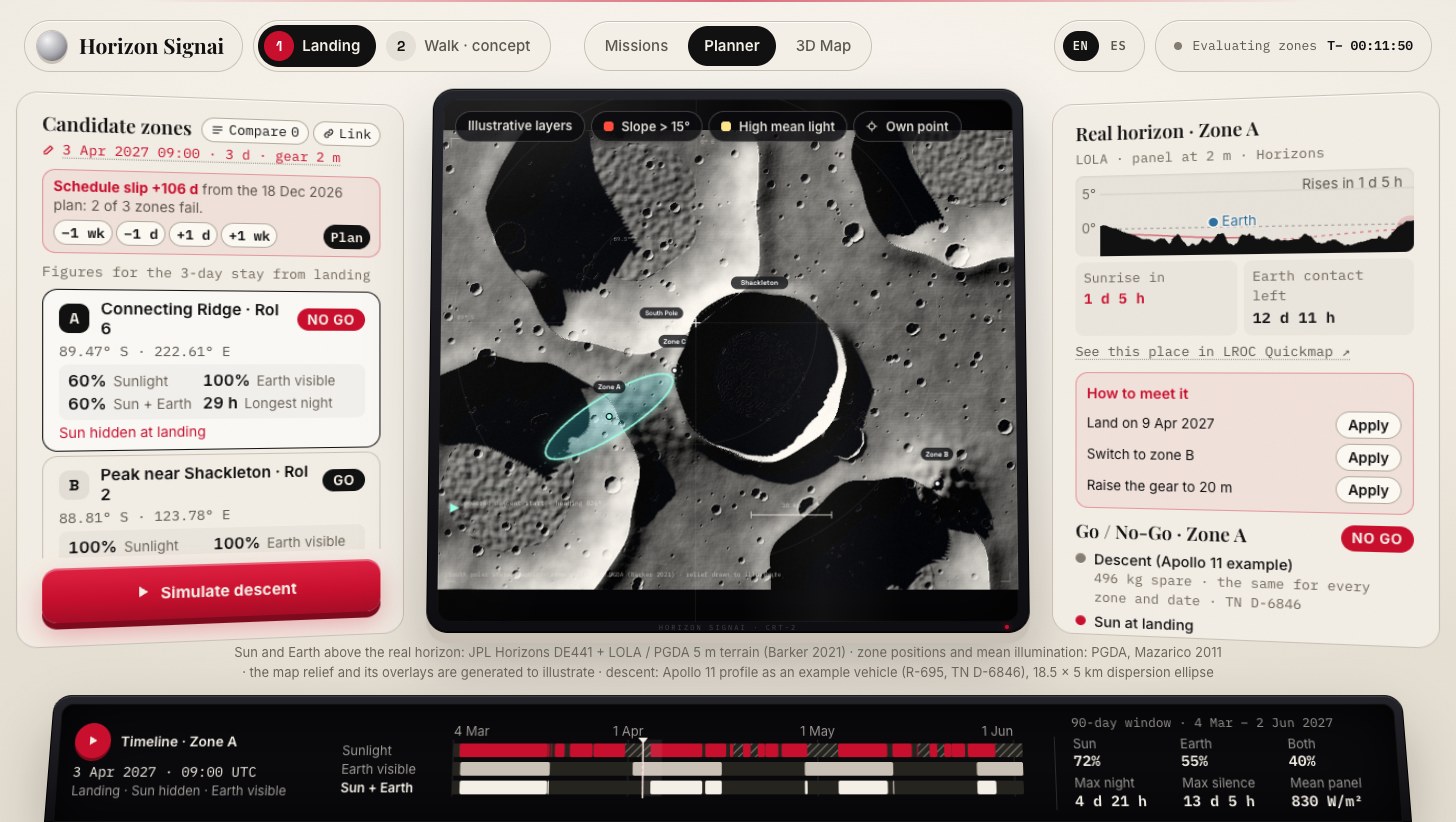 Horizon Signai
1 Landing
2 Walk · concept
Missions
Planner
3D Map
EN ES
Evaluating zones T− 00:11:50
Candidate zones
Compare 0
Link
3 Apr 2027 09:00 · 3 d · gear 2 m
Schedule slip +106 d from the 18 Dec 2026
plan: 2 of 3 zones fail.
−1 wk
−1 d
+1 d
+1 wk
Plan
Figures for the 3-day stay from landing
A
Connecting Ridge · RoI
6
NO GO
89.47° S · 222.61° E
60% Sunlight 100% Earth visible
60% Sun + Earth 29 h Longest night
Sun hidden at landing
B
Peak near Shackleton · RoI
2
GO
88.81° S · 123.78° E
100% Sunlight 100% Earth visible
Simulate descent
Illustrative layers
Slope > 15°
High mean light
Own point
Shackleton
South Pole
Zone C
Zone A
Zone B
HORIZON SIGNAI · CRT-2
Real horizon · Zone A
LOLA · panel at 2 m · Horizons
Rises in 1 d 5 h
5°
0°
Earth
Sunrise in
1 d 5 h
Earth contact
left
12 d 11 h
See this place in LROC Quickmap ↗
How to meet it
Land on 9 Apr 2027
Apply
Switch to zone B
Apply
Raise the gear to 20 m
Apply
Go / No-Go · Zone A
NO GO
Descent (Apollo 11 example)
496 kg spare · the same for every
zone and date · TN D-6846
Sun at landing
Sun and Earth above the real horizon: JPL Horizons DE441 + LOLA / PGDA 5 m terrain (Barker 2021) · zone positions and mean illumination: PGDA, Mazarico 2011
· the map relief and its overlays are generated to illustrate · descent: Apollo 11 profile as an example vehicle (R-695, TN D-6846), 18.5 × 5 km dispersion ellipse
Timeline · Zone A
3 Apr 2027 · 09:00 UTC
Landing · Sun hidden · Earth visible
4 Mar
1 Apr
1 May
1 Jun
Sunlight
Earth visible
Sun + Earth
90-day window · 4 Mar – 2 Jun 2027
Sun
72%
Earth
55%
Both
40%
Max night
4 d 21 h
Max silence
13 d 5 h
Mean panel
830 W/m²